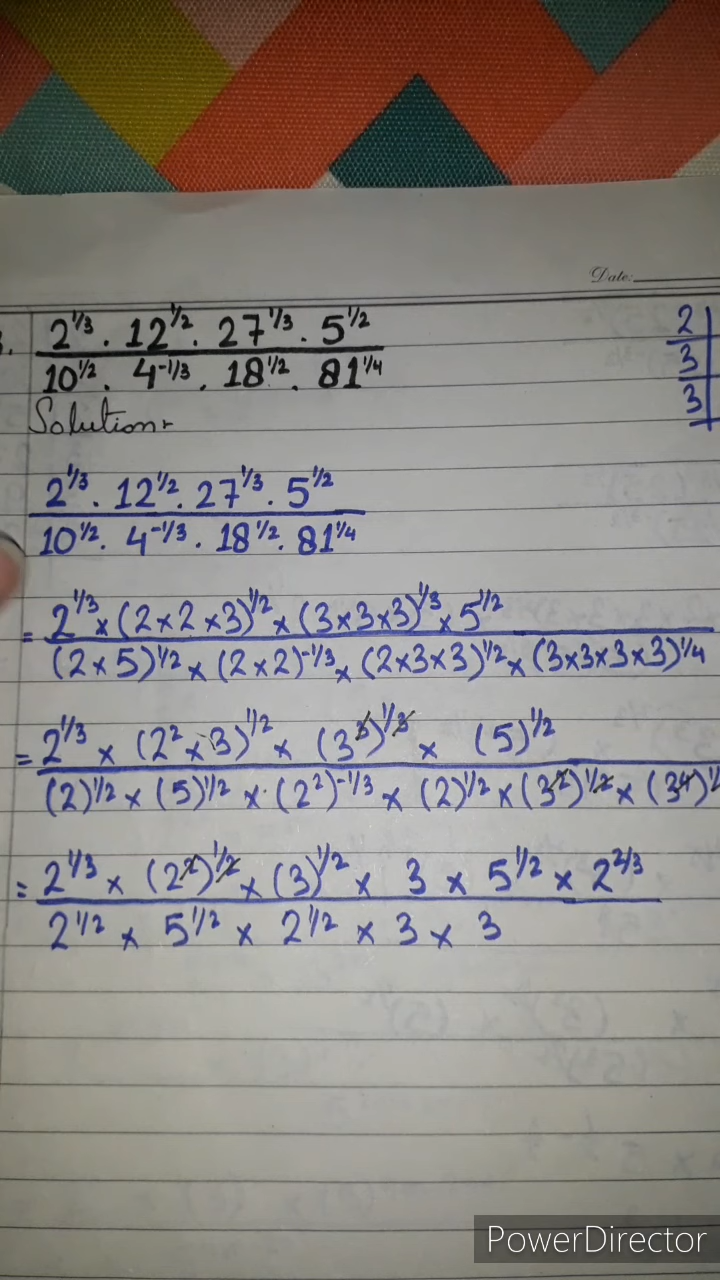 Date:
2^1/3 . 12^1/2 . 27^1/3 . 5^1/2
10^1/2 . 4^-1/3 . 18^1/2 . 81^1/4
2
3
3
Solution:-
2^1/3 . 12^1/2 . 27^1/3 . 5^1/2
10^1/2 . 4^-1/3 . 18^1/2 . 81^1/4
= 2^1/3 × (2×2×3)^1/2 × (3×3×3)^1/3 × 5^1/2
(2×5)^1/2 × (2×2)^-1/3 × (2×3×3)^1/2 × (3×3×3×3)^1/4
= 2^1/3 × (2^2 × 3)^1/2 × (3^3)^1/3 × (5)^1/2
(2)^1/2 × (5)^1/2 × (2^2)^-1/3 × (2)^1/2 × (3^2)^1/2 × (3^4)^1/
= 2^1/3 × (2^2)^1/2 × (3)^1/2 × 3 × 5^1/2 × 2^2/3
2^1/2 × 5^1/2 × 2^1/2 × 3 × 3
PowerDirector